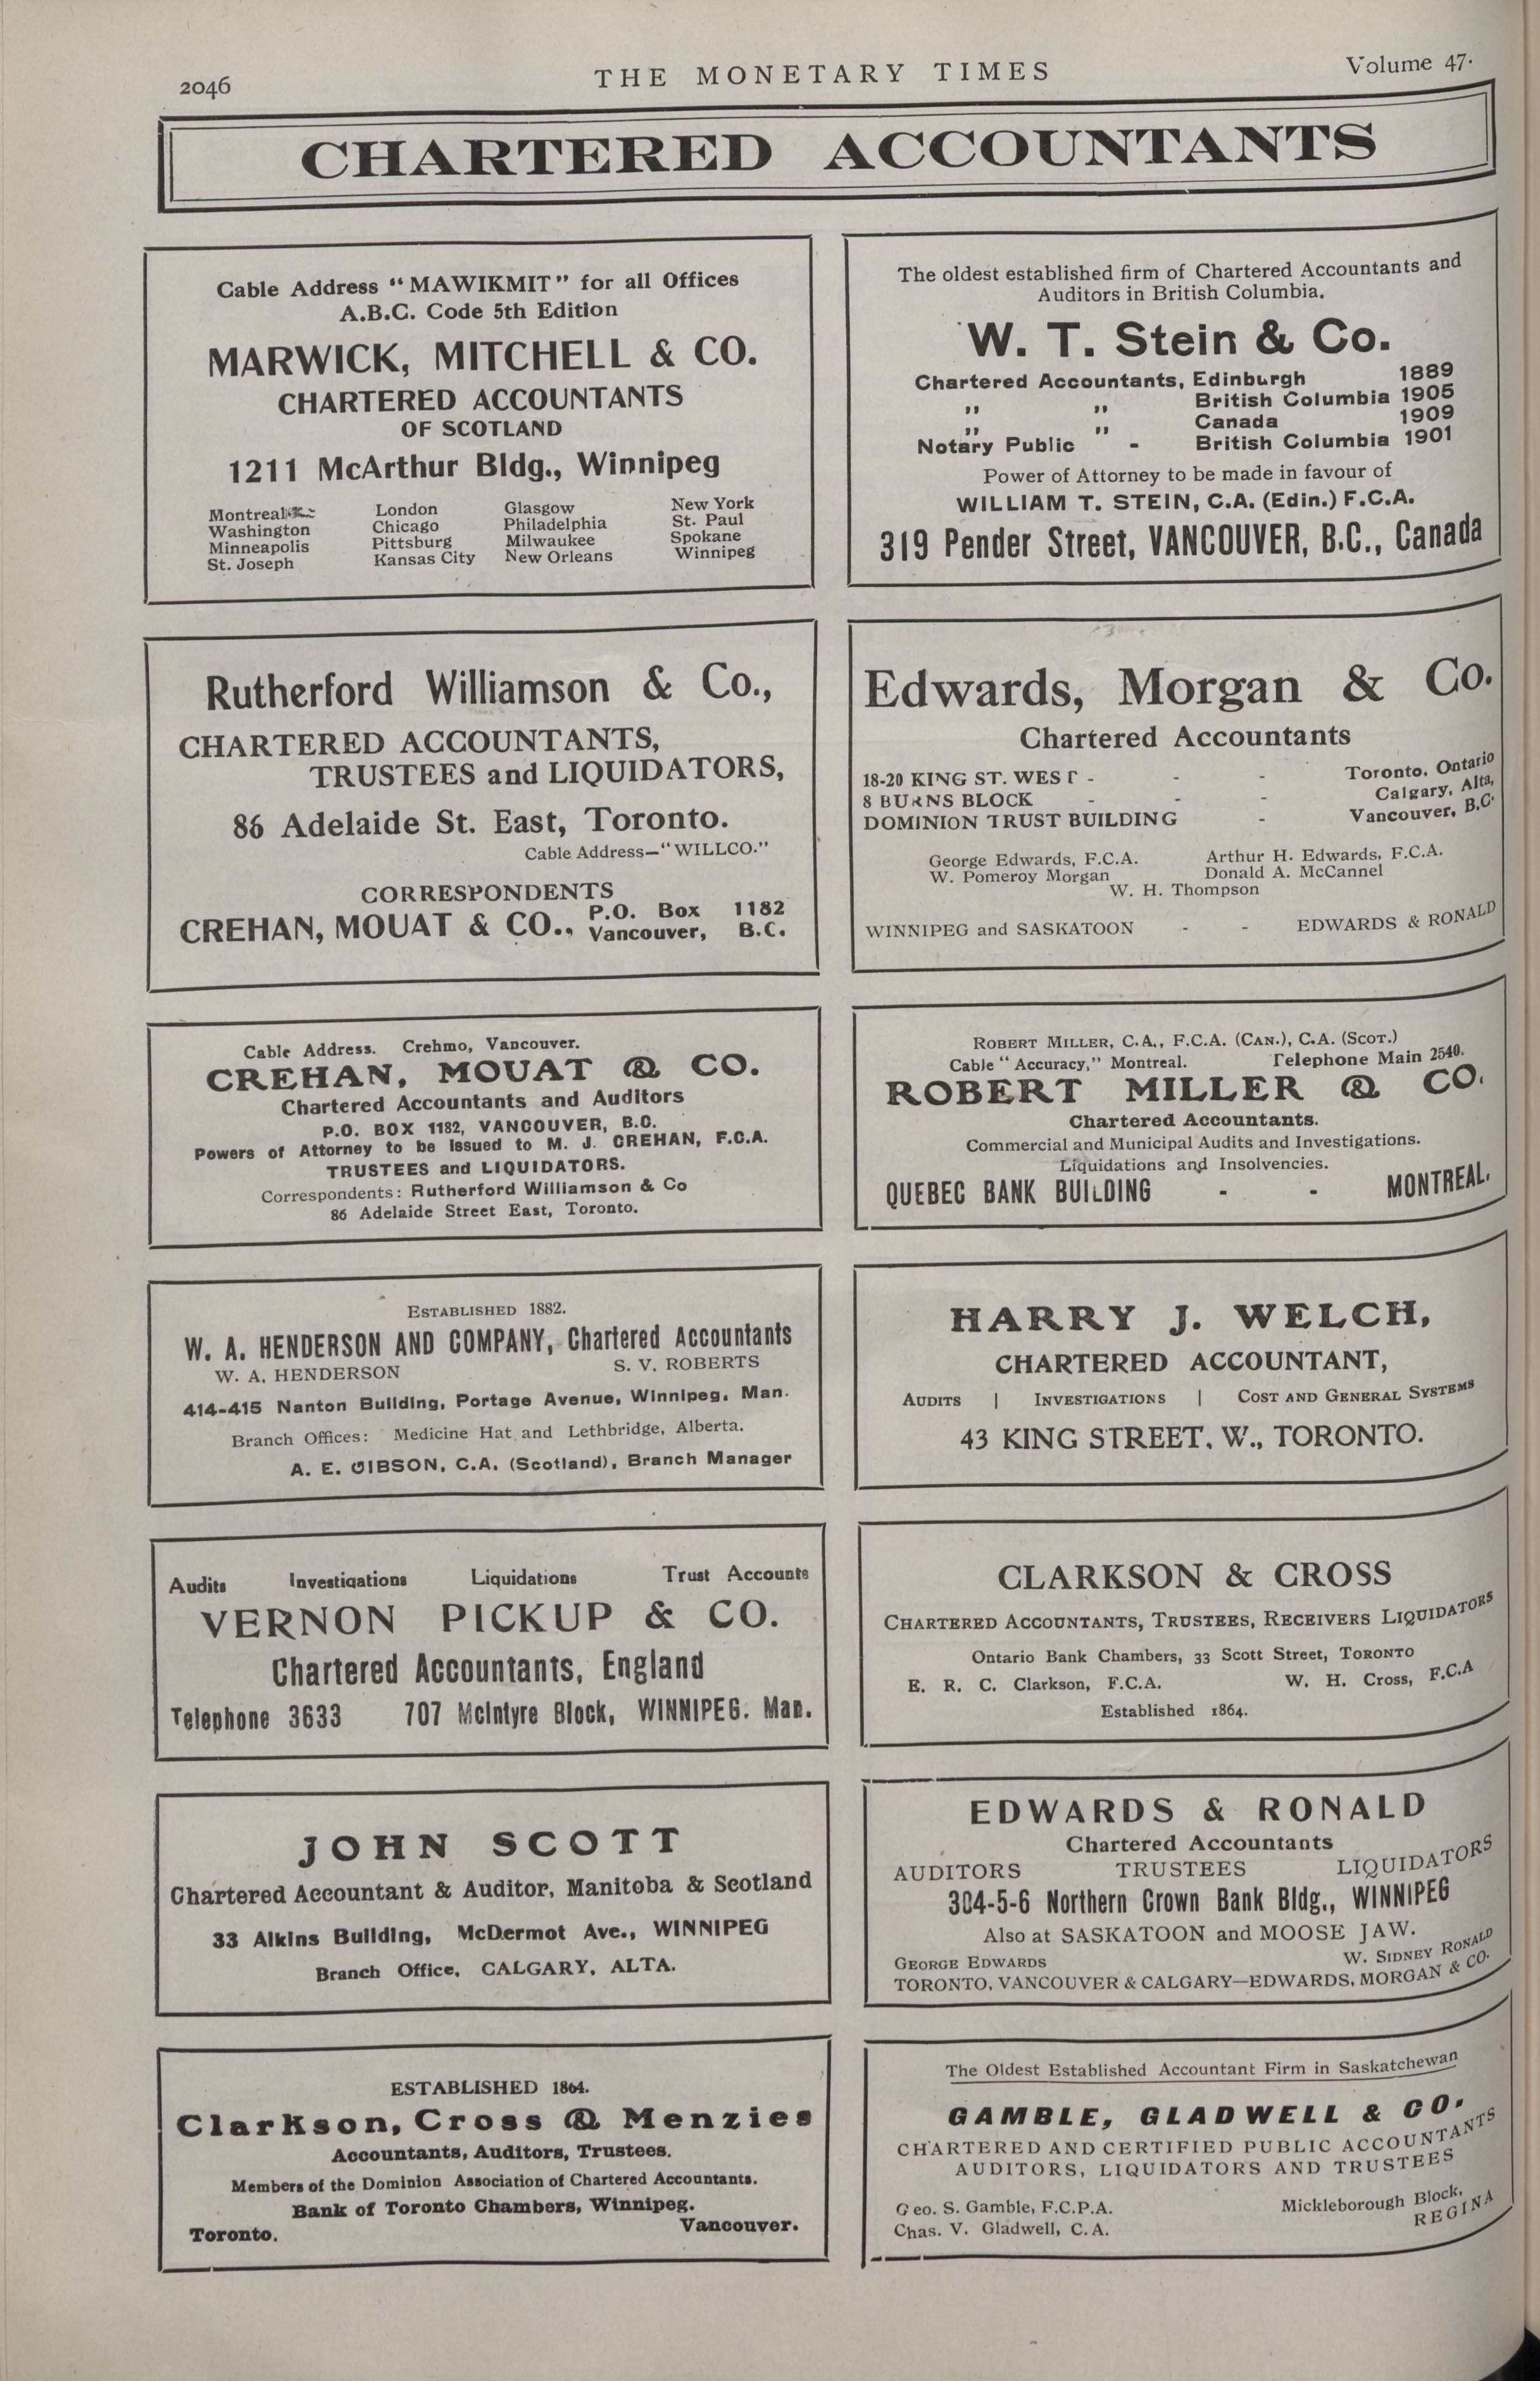 2046
THE MONETARY TIMES
Volume 47.
CHARTERED ACCOUNTANTS
Cable Address "MAWIKMIT" for all Offices
A.B.C. Code 5th Edition
MARWICK, MITCHELL & CO.
CHARTERED ACCOUNTANTS
OF SCOTLAND
1211 McArthur Bldg., Winnipeg
Montreal London Glasgow New York
Washington Chicago Philadelphia St. Paul
Minneapolis Pittsburg Milwaukee Spokane
St. Joseph Kansas City New Orleans Winnipeg
The oldest established firm of Chartered Accountants and
Auditors in British Columbia.
W. T. Stein & Co.
Chartered Accountants, Edinburgh 1889
,, ,, British Columbia 1905
,, ,, Canada 1909
Notary Public - British Columbia 1901
Power of Attorney to be made in favour of
WILLIAM T. STEIN, C.A. (Edin.) F.C.A.
319 Pender Street, VANCOUVER, B.C., Canada
Rutherford Williamson & Co.,
CHARTERED ACCOUNTANTS,
TRUSTEES and LIQUIDATORS,
86 Adelaide St. East, Toronto.
Cable Address—"WILLCO."
CORRESPONDENTS
CREHAN, MOUAT & CO., P.O. Box 1182
Vancouver, B.C.
Edwards, Morgan & Co.
Chartered Accountants
18-20 KING ST. WEST - - - Toronto, Ontario
8 BURNS BLOCK - - - Calgary, Alta,
DOMINION TRUST BUILDING - Vancouver, B.C.
George Edwards, F.C.A. Arthur H. Edwards, F.C.A.
W. Pomeroy Morgan Donald A. McCannel
W. H. Thompson
WINNIPEG and SASKATOON - - EDWARDS & RONALD
Cable Address. Crehmo, Vancouver.
CREHAN, MOUAT & CO.
Chartered Accountants and Auditors
P.O. BOX 1182, VANCOUVER, B.C.
Powers of Attorney to be Issued to M. J. CREHAN, F.C.A.
TRUSTEES and LIQUIDATORS.
Correspondents: Rutherford Williamson & Co
86 Adelaide Street East, Toronto.
ROBERT MILLER, C.A., F.C.A. (CAN.), C.A. (SCOT.)
Cable "Accuracy," Montreal. Telephone Main 2540.
ROBERT MILLER & CO.
Chartered Accountants.
Commercial and Municipal Audits and Investigations.
Liquidations and Insolvencies.
QUEBEC BANK BUILDING - - MONTREAL.
ESTABLISHED 1882.
W. A. HENDERSON AND COMPANY, Chartered Accountants
W. A. HENDERSON S. V. ROBERTS
414-415 Nanton Building, Portage Avenue, Winnipeg, Man.
Branch Offices: Medicine Hat and Lethbridge, Alberta.
A. E. GIBSON, C.A. (Scotland), Branch Manager
HARRY J. WELCH,
CHARTERED ACCOUNTANT,
AUDITS | INVESTIGATIONS | COST AND GENERAL SYSTEMS
43 KING STREET, W., TORONTO.
Audits Investigations Liquidations Trust Accounts
VERNON PICKUP & CO.
Chartered Accountants, England
Telephone 3633 707 McIntyre Block, WINNIPEG. Man.
CLARKSON & CROSS
CHARTERED ACCOUNTANTS, TRUSTEES, RECEIVERS LIQUIDATORS
Ontario Bank Chambers, 33 Scott Street, TORONTO
E. R. C. Clarkson, F.C.A. W. H. Cross, F.C.A
Established 1864.
JOHN SCOTT
Chartered Accountant & Auditor, Manitoba & Scotland
33 Aikins Building, McDermot Ave., WINNIPEG
Branch Office, CALGARY, ALTA.
EDWARDS & RONALD
Chartered Accountants
AUDITORS TRUSTEES LIQUIDATORS
304-5-6 Northern Crown Bank Bldg., WINNIPEG
Also at SASKATOON and MOOSE JAW.
GEORGE EDWARDS W. SIDNEY RONALD
TORONTO, VANCOUVER & CALGARY—EDWARDS, MORGAN & CO.
ESTABLISHED 1864.
Clarkson, Cross & Menzies
Accountants, Auditors, Trustees.
Members of the Dominion Association of Chartered Accountants.
Bank of Toronto Chambers, Winnipeg.
Toronto. Vancouver.
The Oldest Established Accountant Firm in Saskatchewan
GAMBLE, GLADWELL & CO.
CHARTERED AND CERTIFIED PUBLIC ACCOUNTANTS
AUDITORS, LIQUIDATORS AND TRUSTEES
Geo. S. Gamble, F.C.P.A. Mickleborough Block,
Chas. V. Gladwell, C.A. REGINA